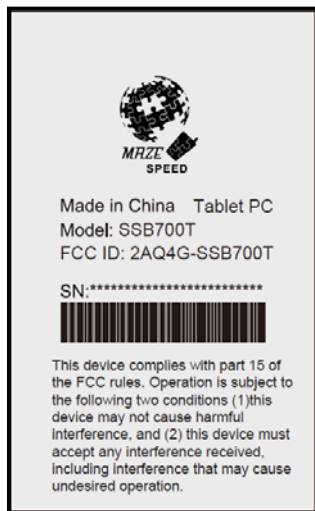 MAZE
SPEED
Made in China Tablet PC
Model: SSB700T
FCC ID: 2AQ4G-SSB700T
SN:*************************
This device complies with part 15 of
the FCC rules. Operation is subject to
the following two conditions (1)this
device may not cause harmful
interference, and (2) this device must
accept any interference received,
including interference that may cause
undesired operation.